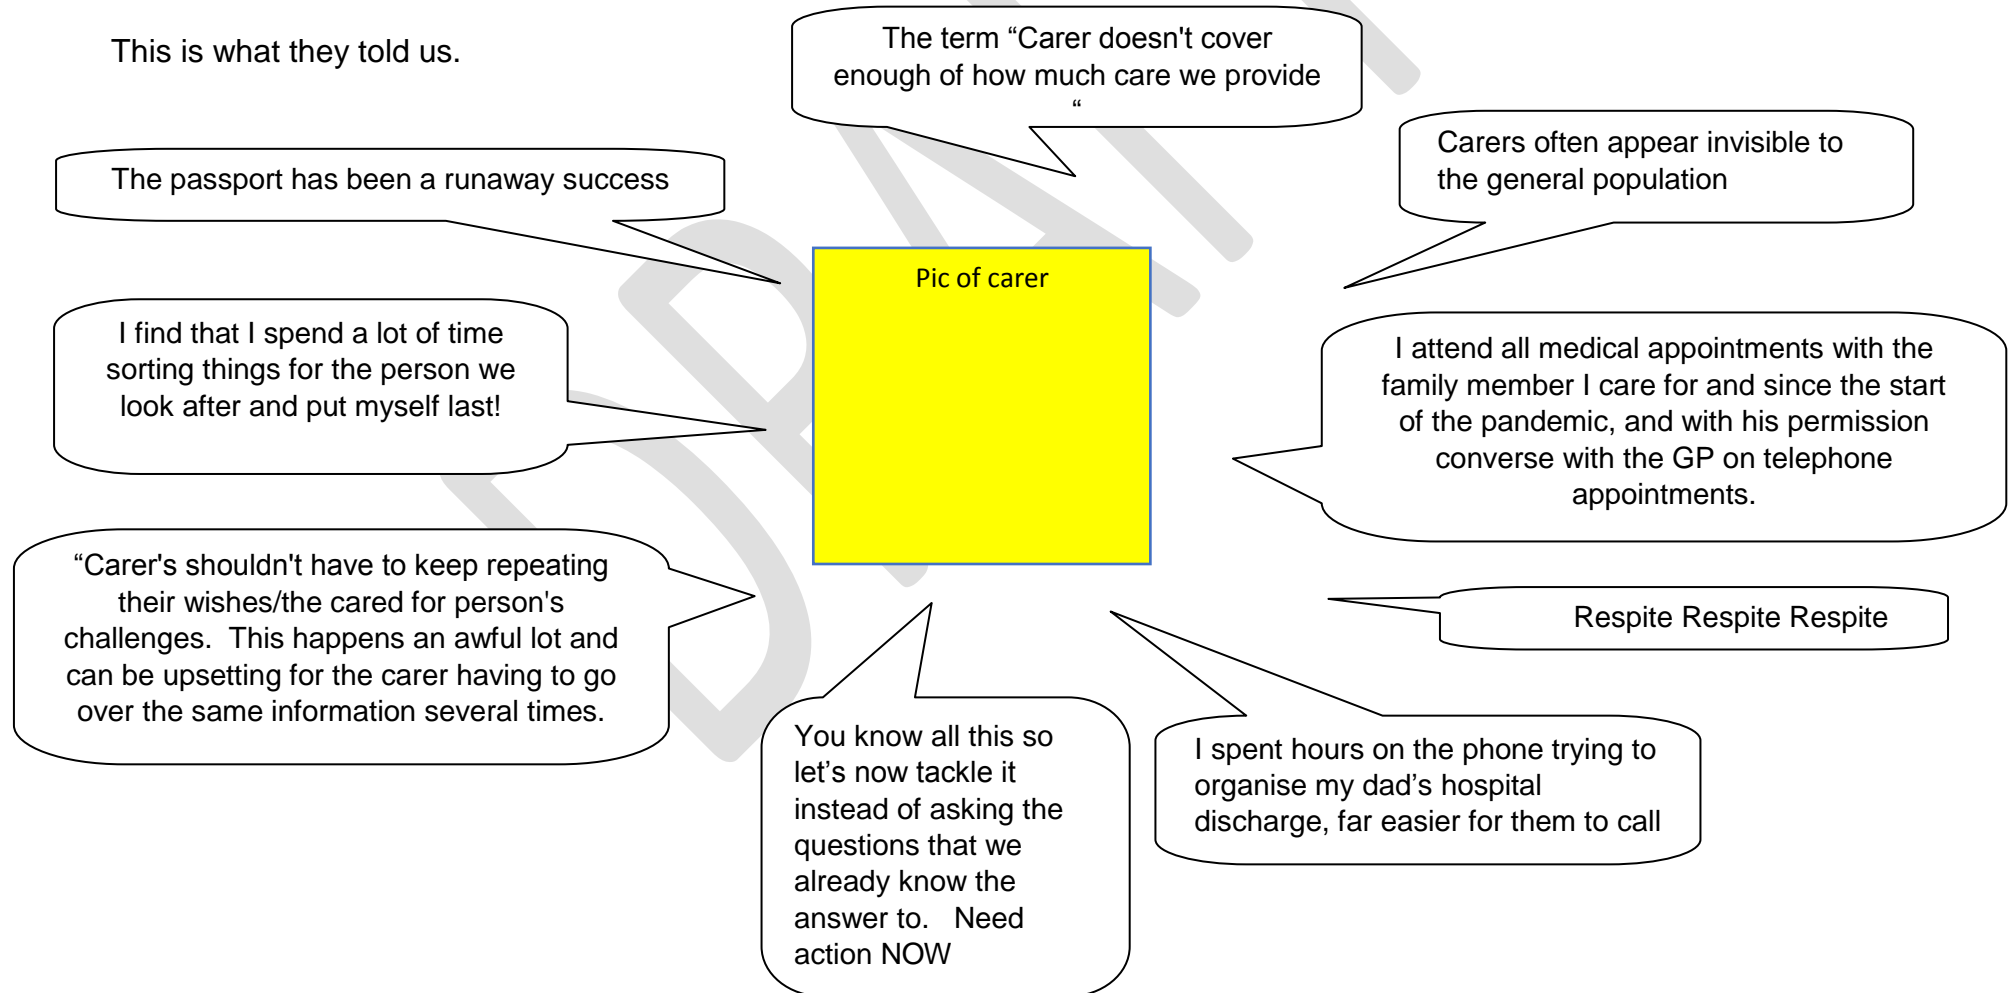 This is what they told us.
The term “Carer doesn't cover
enough of how much care we provide
“
Carers often appear invisible to
the general population
The passport has been a runaway success
Pic of carer
I find that I spend a lot of time
sorting things for the person we
look after and put myself last!
I attend all medical appointments with the
family member I care for and since the start
of the pandemic, and with his permission
converse with the GP on telephone
appointments.
“Carer's shouldn't have to keep repeating
their wishes/the cared for person's
challenges.  This happens an awful lot and
can be upsetting for the carer having to go
over the same information several times.
Respite Respite Respite
You know all this so
let’s now tackle it
instead of asking the
questions that we
already know the
answer to.   Need
action NOW
I spent hours on the phone trying to
organise my dad’s hospital
discharge, far easier for them to call
DRAFT